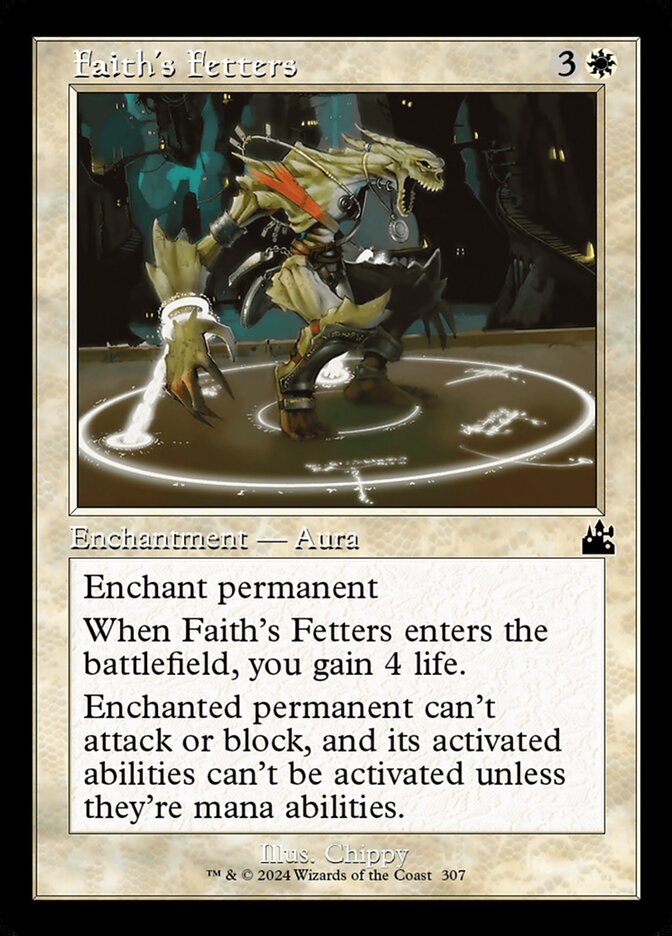 Faith's Fetters 3
Enchantment — Aura
Enchant permanent
When Faith's Fetters enters the
battlefield, you gain 4 life.
Enchanted permanent can't
attack or block, and its activated
abilities can't be activated unless
they're mana abilities.
Illus. Chippy
™ & © 2024 Wizards of the Coast 307